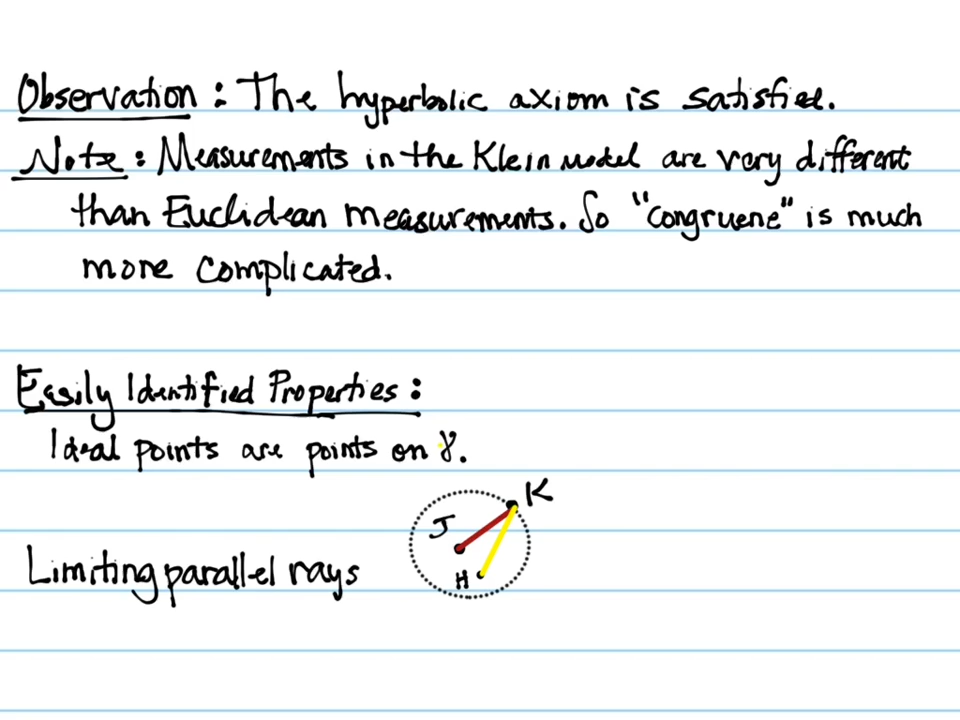 Observation : The hyperbolic axiom is satisfied.
Note : Measurements in the Klein model are very different
than Euclidean measurements. So "congruene" is much
more complicated.
Easily Identified Properties :
Ideal points are points on γ.
K
J
Limiting parallel rays
H